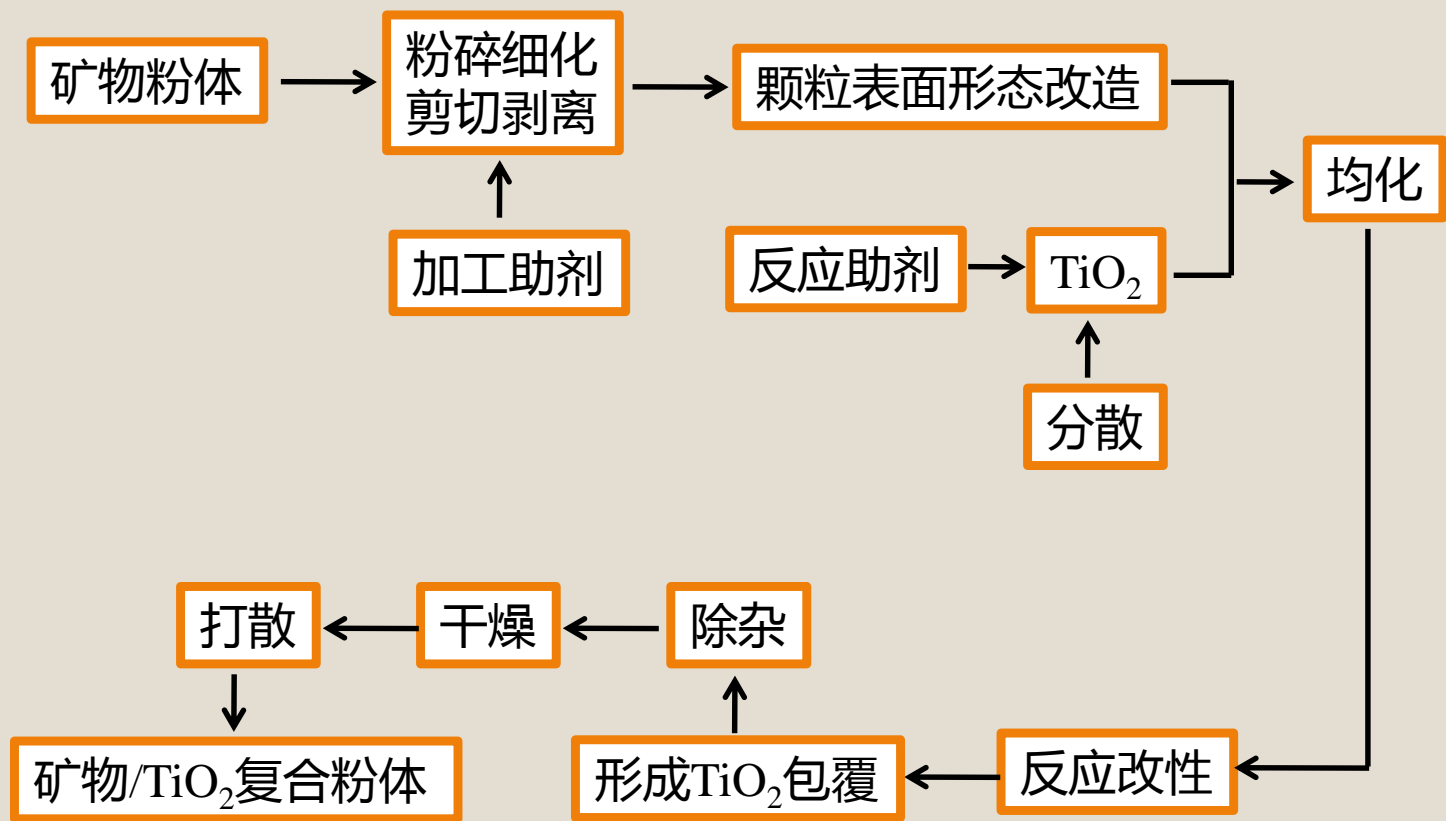 矿物粉体
粉碎细化
剪切剥离
颗粒表面形态改造
均化
加工助剂
反应助剂
TiO₂
分散
打散
干燥
除杂
矿物/TiO₂复合粉体
形成TiO₂包覆
反应改性